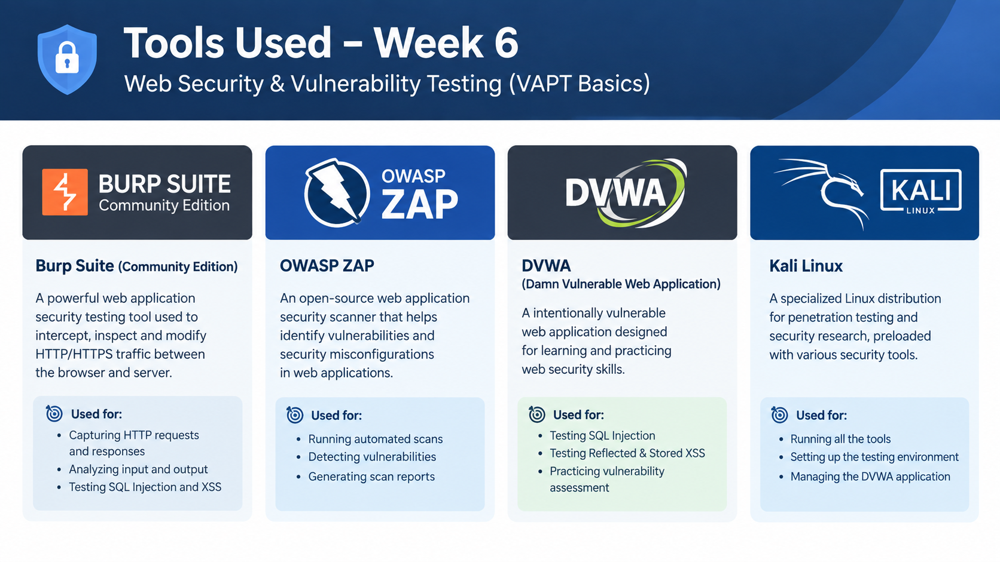 Tools Used – Week 6
Web Security & Vulnerability Testing (VAPT Basics)
BURP SUITE
Community Edition
Burp Suite (Community Edition)
A powerful web application
security testing tool used to
intercept, inspect and modify
HTTP/HTTPS traffic between
the browser and server.
Used for:
• Capturing HTTP requests
and responses
• Analyzing input and output
• Testing SQL Injection and XSS
OWASP
ZAP
OWASP ZAP
An open-source web application
security scanner that helps
identify vulnerabilities and
security misconfigurations
in web applications.
Used for:
• Running automated scans
• Detecting vulnerabilities
• Generating scan reports
DVWA
DVWA
(Damn Vulnerable Web Application)
A intentionally vulnerable
web application designed
for learning and practicing
web security skills.
Used for:
• Testing SQL Injection
• Testing Reflected & Stored XSS
• Practicing vulnerability
assessment
KALI
LINUX
Kali Linux
A specialized Linux distribution
for penetration testing and
security research, preloaded
with various security tools.
Used for:
• Running all the tools
• Setting up the testing environment
• Managing the DVWA application